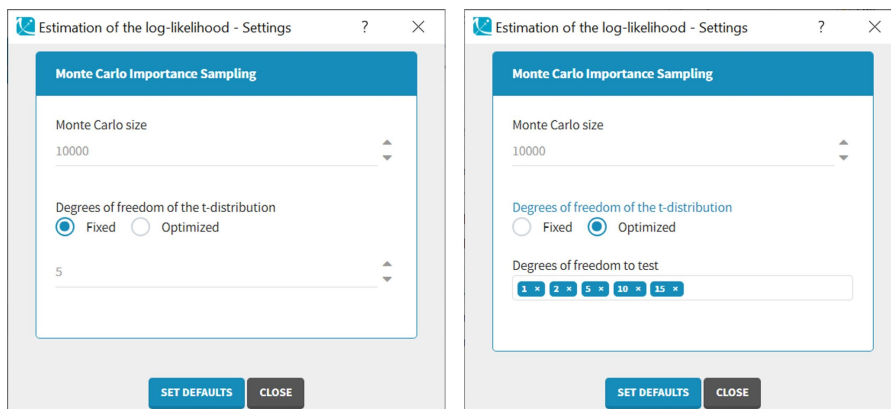 Estimation of the log-likelihood - Settings ? ×
Monte Carlo Importance Sampling
Monte Carlo size
10000
Degrees of freedom of the t-distribution
Fixed Optimized
5
SET DEFAULTS CLOSE
Estimation of the log-likelihood - Settings ? ×
Monte Carlo Importance Sampling
Monte Carlo size
10000
Degrees of freedom of the t-distribution
Fixed Optimized
Degrees of freedom to test
1 × 2 × 5 × 10 × 15 ×
SET DEFAULTS CLOSE